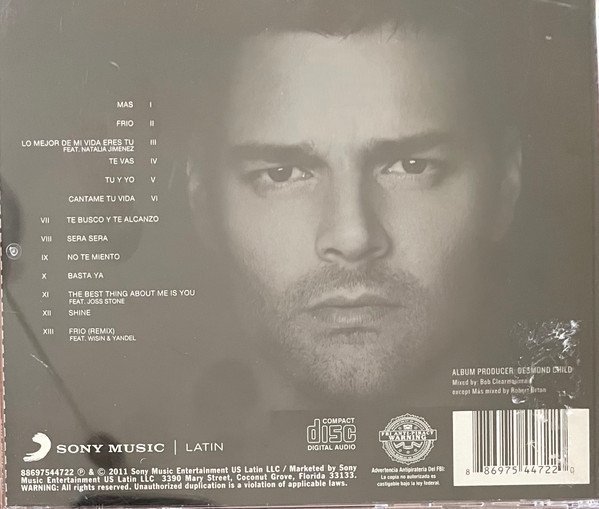 MAS I
FRIO II
LO MEJOR DE MI VIDA ERES TU III
FEAT. NATALIA JIMENEZ
TE VAS IV
TU Y YO V
CANTAME TU VIDA VI
VII TE BUSCO Y TE ALCANZO
VIII SERA SERA
IX NO TE MIENTO
X BASTA YA
XI THE BEST THING ABOUT ME IS YOU
FEAT. JOSS STONE
XII SHINE
XIII FRIO (REMIX)
FEAT. WISIN & YANDEL
ALBUM PRODUCER: DESMOND CHILD
Mixed by: Bob Clearmountain
except Más mixed by Robert Orton
SONY MUSIC | LATIN
COMPACT
disc
DIGITAL AUDIO
FBI ANTI-PIRACY
WARNING
Advertencia Antipirateria Del FBI:
La copia no autorizada es
castigable bajo la ley federal.
8 86975 44722 0
88697544722 ℗ & © 2011 Sony Music Entertainment US Latin LLC / Marketed by Sony
Music Entertainment US Latin LLC 3390 Mary Street, Coconut Grove, Florida 33133.
WARNING: All rights reserved. Unauthorized duplication is a violation of applicable laws.